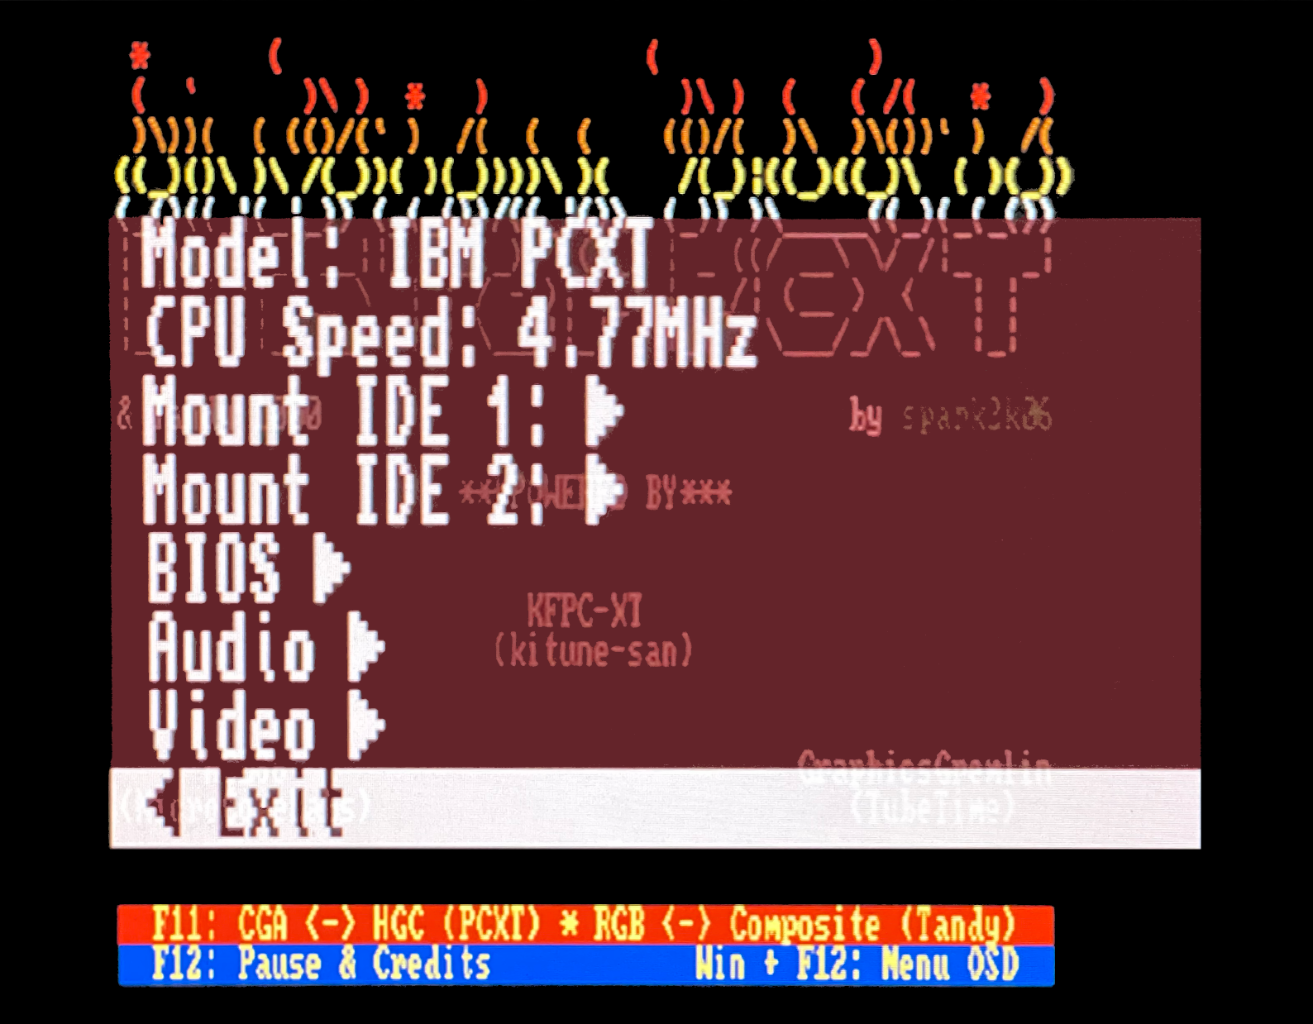 Model: IBM PCXT
CPU Speed: 4.77MHz
Mount IDE 1: ▶
& by spark2k06
Mount IDE 2: ▶
***POWERED BY***
BIOS ▶
KFPC-XT
Audio ▶
(kitune-san)
Video ▶
GraphicsGremlin
Exit
(TubeTime)
F11: CGA <-> HGC (PCXT) * RGB <-> Composite (Tandy)
F12: Pause & Credits Win + F12: Menu OSD